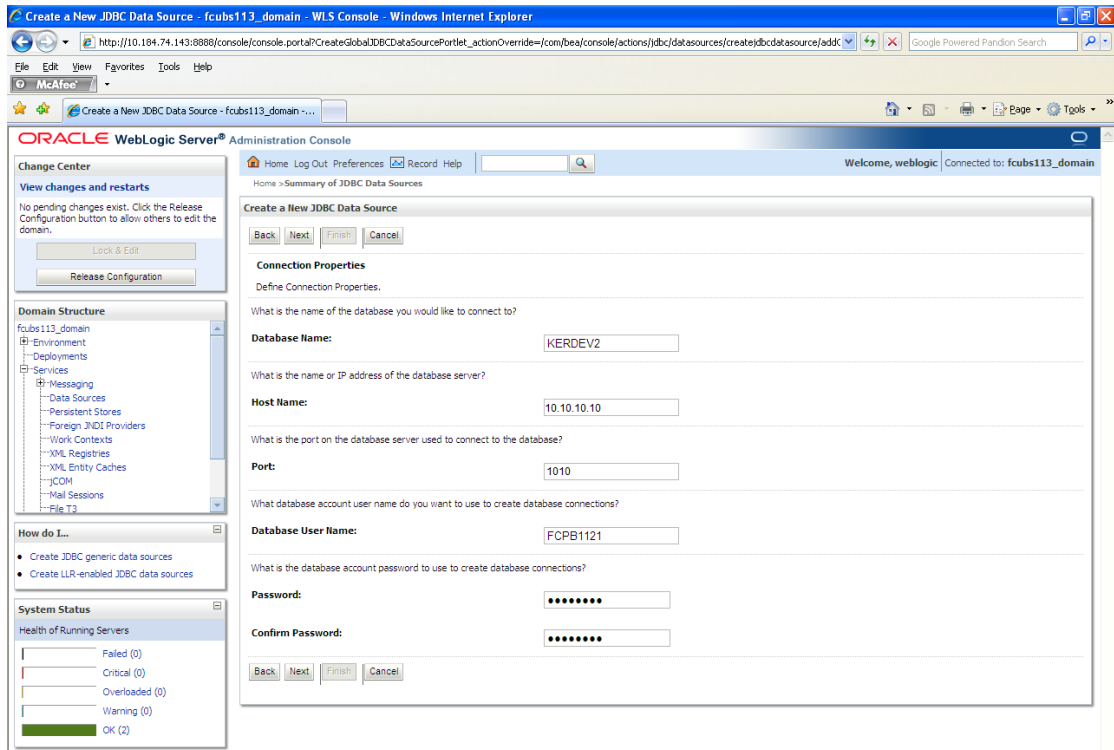 Create a New JDBC Data Source - fcubs113_domain - WLS Console - Windows Internet Explorer
http://10.184.74.143:8888/console/console.portal?CreateGlobalJDBCDataSourcePortlet_actionOverride=/com/bea/console/actions/jdbc/datasources/createjdbcdatasource/addC
Google Powered Pandion Search
File Edit View Favorites Tools Help
McAfee
Create a New JDBC Data Source - fcubs113_domain -...
Page Tools
ORACLE WebLogic Server® Administration Console
Change Center
View changes and restarts
No pending changes exist. Click the Release
Configuration button to allow others to edit the
domain.
Lock & Edit
Release Configuration
Domain Structure
fcubs113_domain
Environment
Deployments
Services
Messaging
Data Sources
Persistent Stores
Foreign JNDI Providers
Work Contexts
XML Registries
XML Entity Caches
jCOM
Mail Sessions
File T3
How do I...
Create JDBC generic data sources
Create LLR-enabled JDBC data sources
System Status
Health of Running Servers
Failed (0)
Critical (0)
Overloaded (0)
Warning (0)
OK (2)
Home Log Out Preferences Record Help
Welcome, weblogic Connected to: fcubs113_domain
Home >Summary of JDBC Data Sources
Create a New JDBC Data Source
Back Next Finish Cancel
Connection Properties
Define Connection Properties.
What is the name of the database you would like to connect to?
Database Name: KERDEV2
What is the name or IP address of the database server?
Host Name: 10.10.10.10
What is the port on the database server used to connect to the database?
Port: 1010
What database account user name do you want to use to create database connections?
Database User Name: FCPB1121
What is the database account password to use to create database connections?
Password: ••••••••
Confirm Password: ••••••••
Back Next Finish Cancel